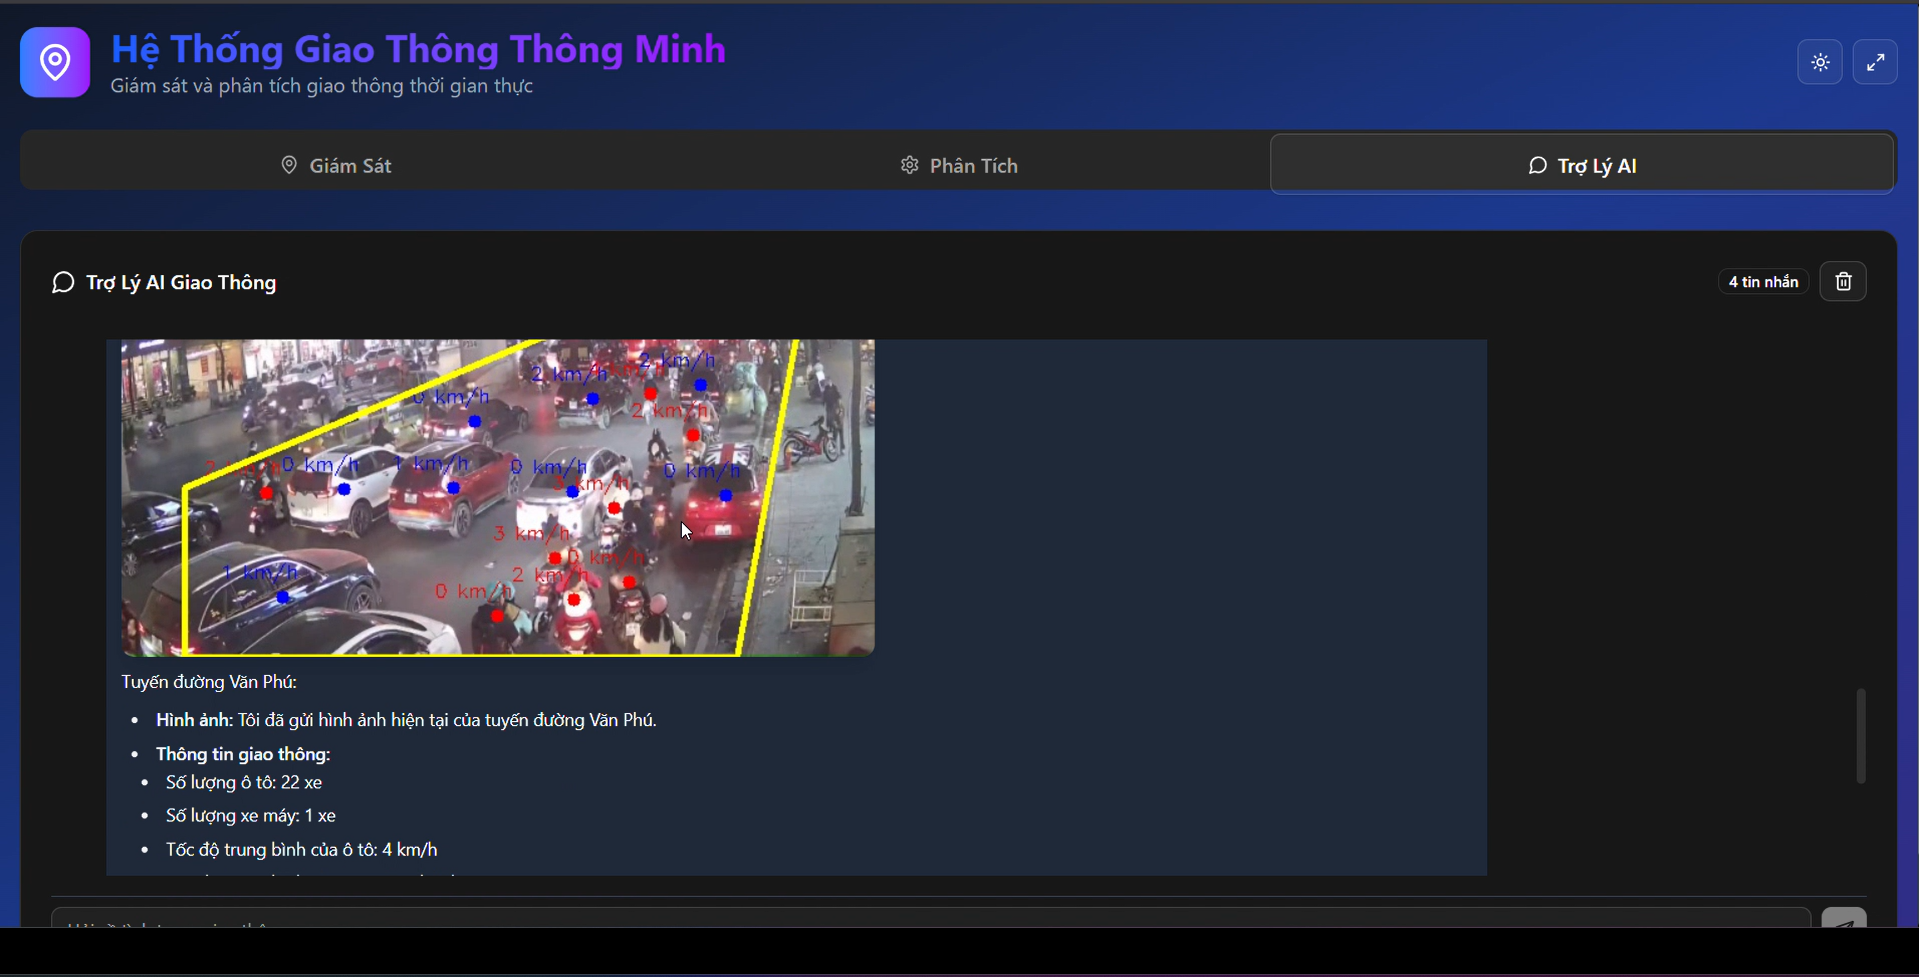 Hệ Thống Giao Thông Thông Minh
Giám sát và phân tích giao thông thời gian thực
Giám Sát
Phân Tích
Trợ Lý AI
Trợ Lý AI Giao Thông
4 tin nhắn
2 km/h
2 km/h
0 km/h
2 km/h
0 km/h
1 km/h
0 km/h
0 km/h
3 km/h
0 km/h
2 km/h
1 km/h
0 km/h
Tuyến đường Văn Phú:
Hình ảnh: Tôi đã gửi hình ảnh hiện tại của tuyến đường Văn Phú.
Thông tin giao thông:
Số lượng ô tô: 22 xe
Số lượng xe máy: 1 xe
Tốc độ trung bình của ô tô: 4 km/h